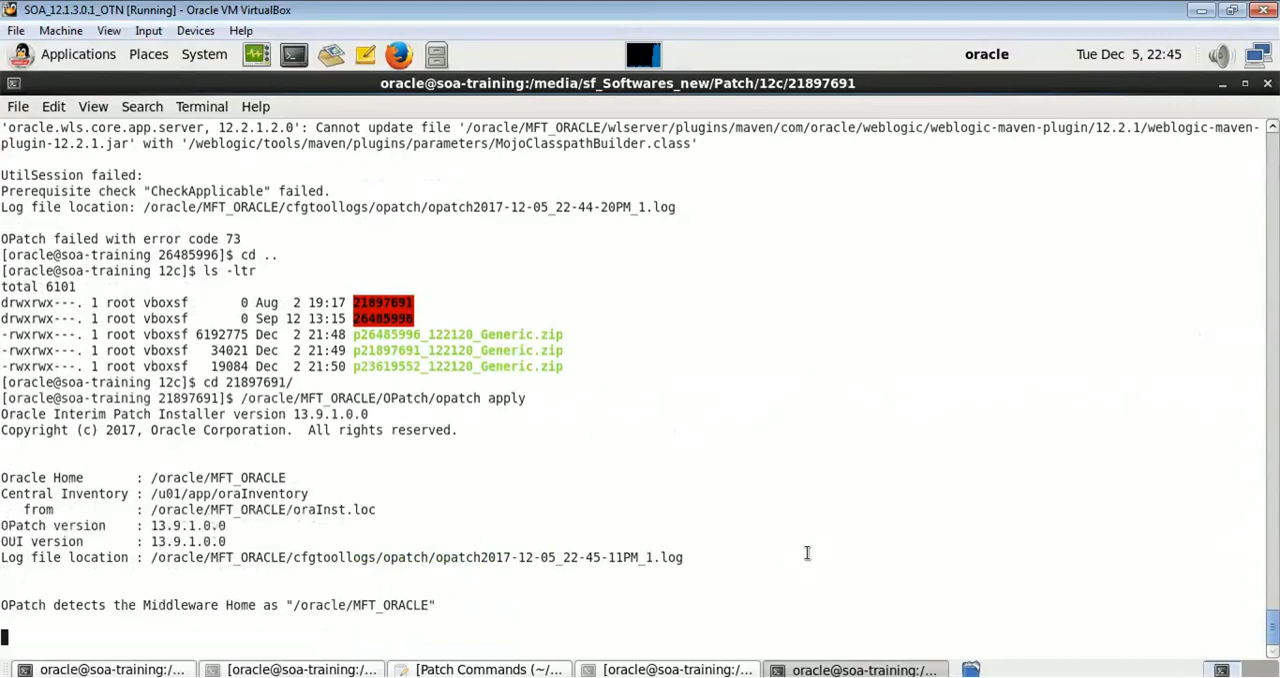 SOA_12.1.3.0.1_OTN [Running] - Oracle VM VirtualBox
File Machine View Input Devices Help
Applications Places System oracle Tue Dec 5, 22:45
oracle@soa-training:/media/sf_Softwares_new/Patch/12c/21897691
File Edit View Search Terminal Help
'oracle.wls.core.app.server, 12.2.1.2.0': Cannot update file '/oracle/MFT_ORACLE/wlserver/plugins/maven/com/oracle/weblogic/weblogic-maven-plugin/12.2.1/weblogic-maven-
plugin-12.2.1.jar' with '/weblogic/tools/maven/plugins/parameters/MojoClasspathBuilder.class'
UtilSession failed:
Prerequisite check "CheckApplicable" failed.
Log file location: /oracle/MFT_ORACLE/cfgtoollogs/opatch/opatch2017-12-05_22-44-20PM_1.log
OPatch failed with error code 73
[oracle@soa-training 26485996]$ cd ..
[oracle@soa-training 12c]$ ls -ltr
total 6101
drwxrwx---. 1 root vboxsf 0 Aug 2 19:17 21897691
drwxrwx---. 1 root vboxsf 0 Sep 12 13:15 26485996
-rwxrwx---. 1 root vboxsf 6192775 Dec 2 21:48 p26485996_122120_Generic.zip
-rwxrwx---. 1 root vboxsf 34021 Dec 2 21:49 p21897691_122120_Generic.zip
-rwxrwx---. 1 root vboxsf 19084 Dec 2 21:50 p23619552_122120_Generic.zip
[oracle@soa-training 12c]$ cd 21897691/
[oracle@soa-training 21897691]$ /oracle/MFT_ORACLE/OPatch/opatch apply
Oracle Interim Patch Installer version 13.9.1.0.0
Copyright (c) 2017, Oracle Corporation. All rights reserved.
Oracle Home : /oracle/MFT_ORACLE
Central Inventory : /u01/app/oraInventory
from : /oracle/MFT_ORACLE/oraInst.loc
OPatch version : 13.9.1.0.0
OUI version : 13.9.1.0.0
Log file location : /oracle/MFT_ORACLE/cfgtoollogs/opatch/opatch2017-12-05_22-45-11PM_1.log
OPatch detects the Middleware Home as "/oracle/MFT_ORACLE"
oracle@soa-training:/... [oracle@soa-training:/... [Patch Commands (~/... [oracle@soa-training:/... oracle@soa-training:/...